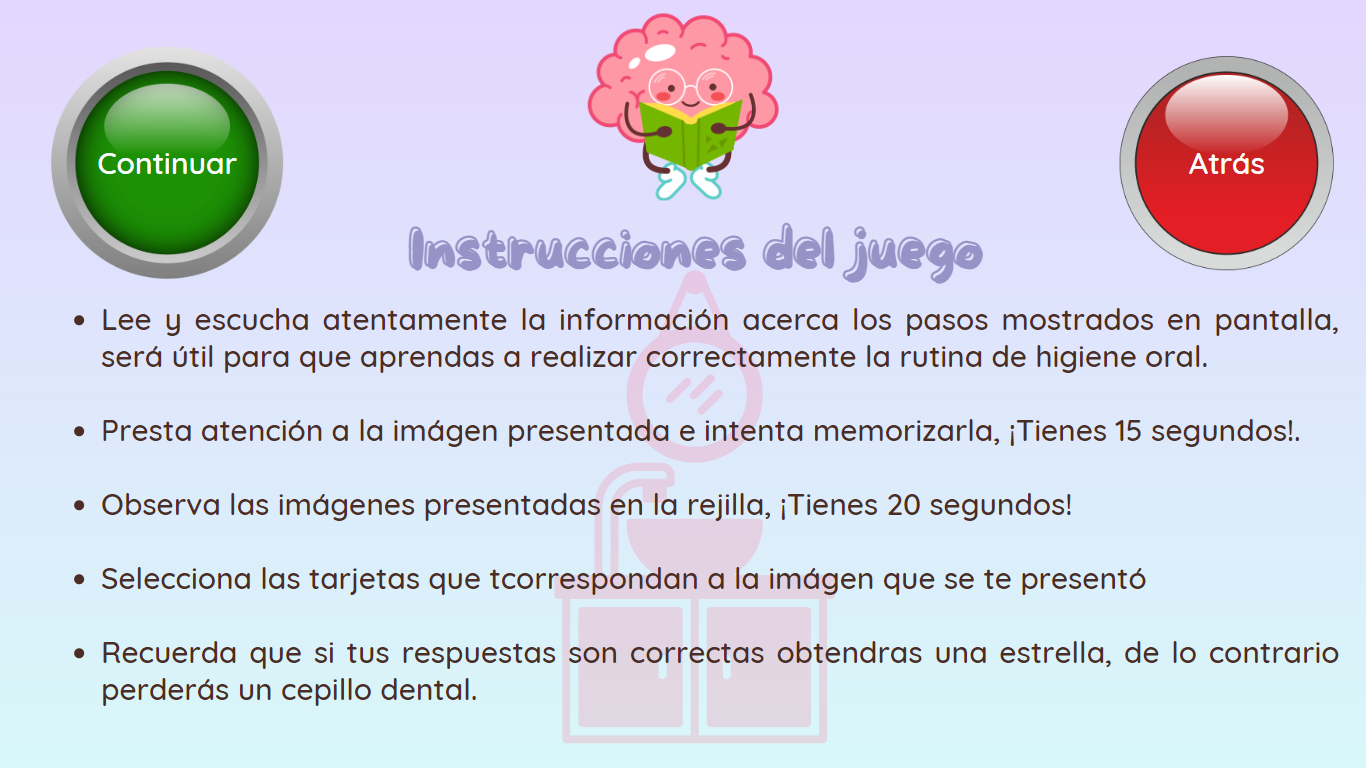 Continuar
Atrás
Instrucciones del juego
• Lee y escucha atentamente la información acerca los pasos mostrados en pantalla,
será útil para que aprendas a realizar correctamente la rutina de higiene oral.
• Presta atención a la imágen presentada e intenta memorizarla, ¡Tienes 15 segundos!.
• Observa las imágenes presentadas en la rejilla, ¡Tienes 20 segundos!
• Selecciona las tarjetas que tcorrespondan a la imágen que se te presentó
• Recuerda que si tus respuestas son correctas obtendras una estrella, de lo contrario
perderás un cepillo dental.